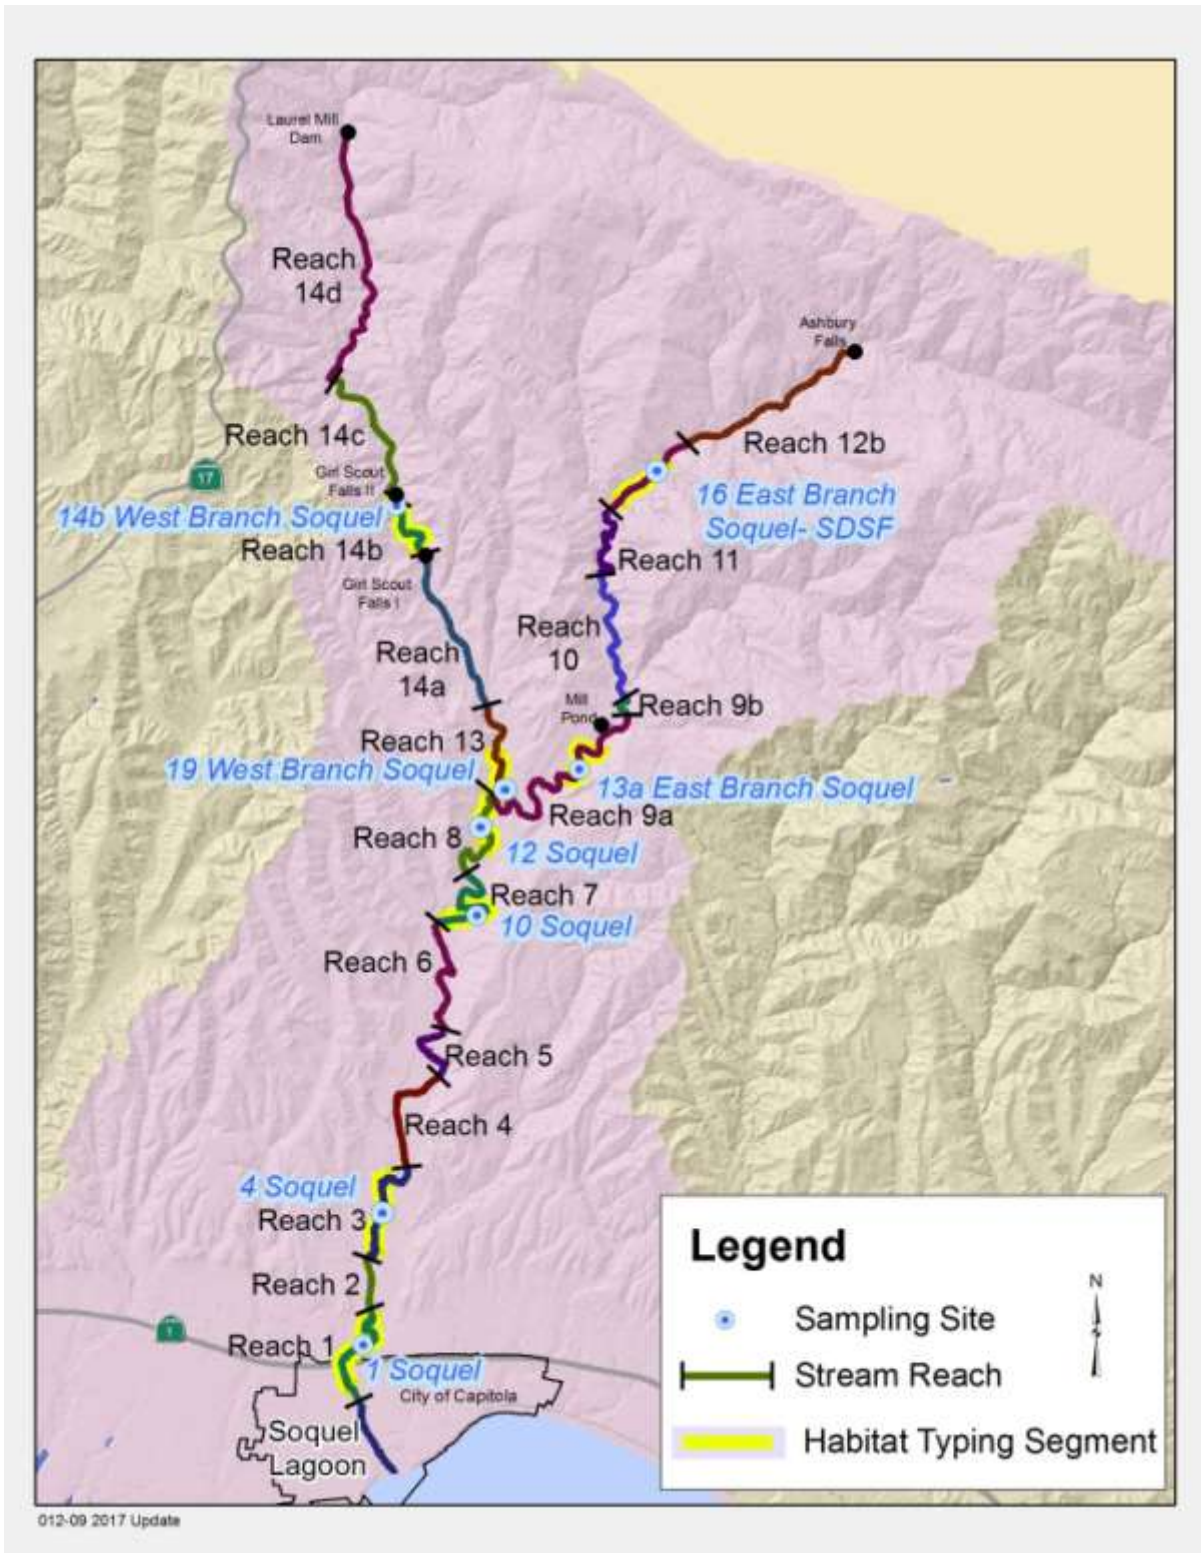 Laurel Mill
Dam
Reach
14d
Ashbury
Falls
Reach 14c
Reach 12b
17
Girl Scout
Falls II
16 East Branch
Soquel- SDSF
14b West Branch Soquel
Reach 14b
Reach 11
Girl Scout
Falls I
Reach
10
Reach
14a
Mill
Pond
Reach 9b
Reach 13
19 West Branch Soquel
13a East Branch Soquel
Reach 9a
Reach 8
12 Soquel
Reach 7
10 Soquel
Reach 6
Reach 5
Reach 4
4 Soquel
Reach 3
Reach 2
1
Reach 1
1 Soquel
City of Capitola
Soquel
Lagoon
Legend
N
Sampling Site
Stream Reach
Habitat Typing Segment
012-09 2017 Update